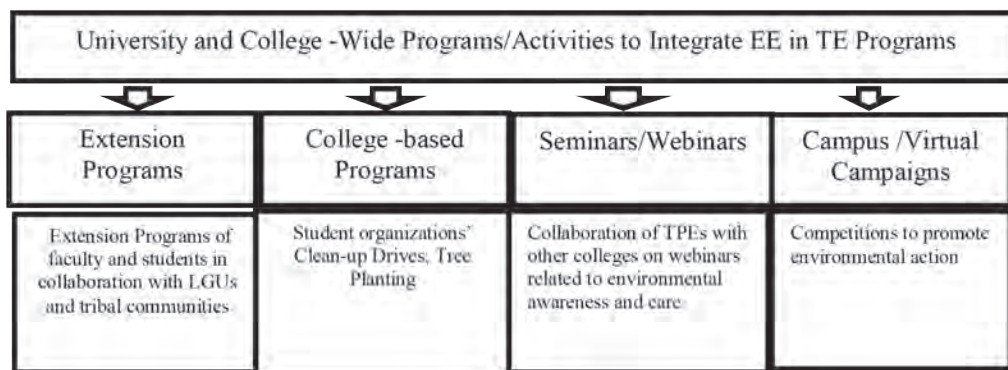 University and College -Wide Programs/Activities to Integrate EE in TE Programs
Extension
Programs
College -based
Programs
Seminars/Webinars
Campus /Virtual
Campaigns
Extension Programs of
faculty and students in
collaboration with LGUs
and tribal communities
Student organizations'
Clean-up Drives, Tree
Planting
Collaboration of TPEs with
other colleges on webinars
related to environmental
awareness and care
Competitions to promote
environmental action